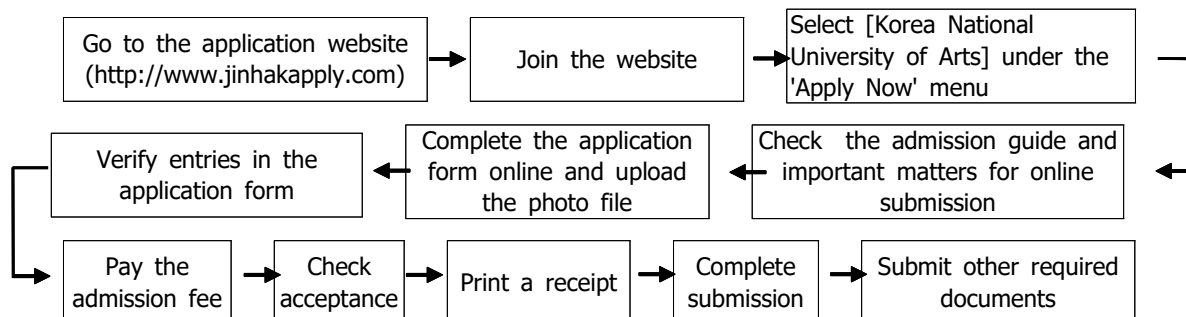 Go to the application website
(http://www.jinhakapply.com)
Join the website
Select [Korea National
University of Arts] under the
'Apply Now' menu
Check the admission guide and
important matters for online
submission
Complete the application
form online and upload
the photo file
Verify entries in the
application form
Pay the
admission fee
Check
acceptance
Print a receipt
Complete
submission
Submit other required
documents